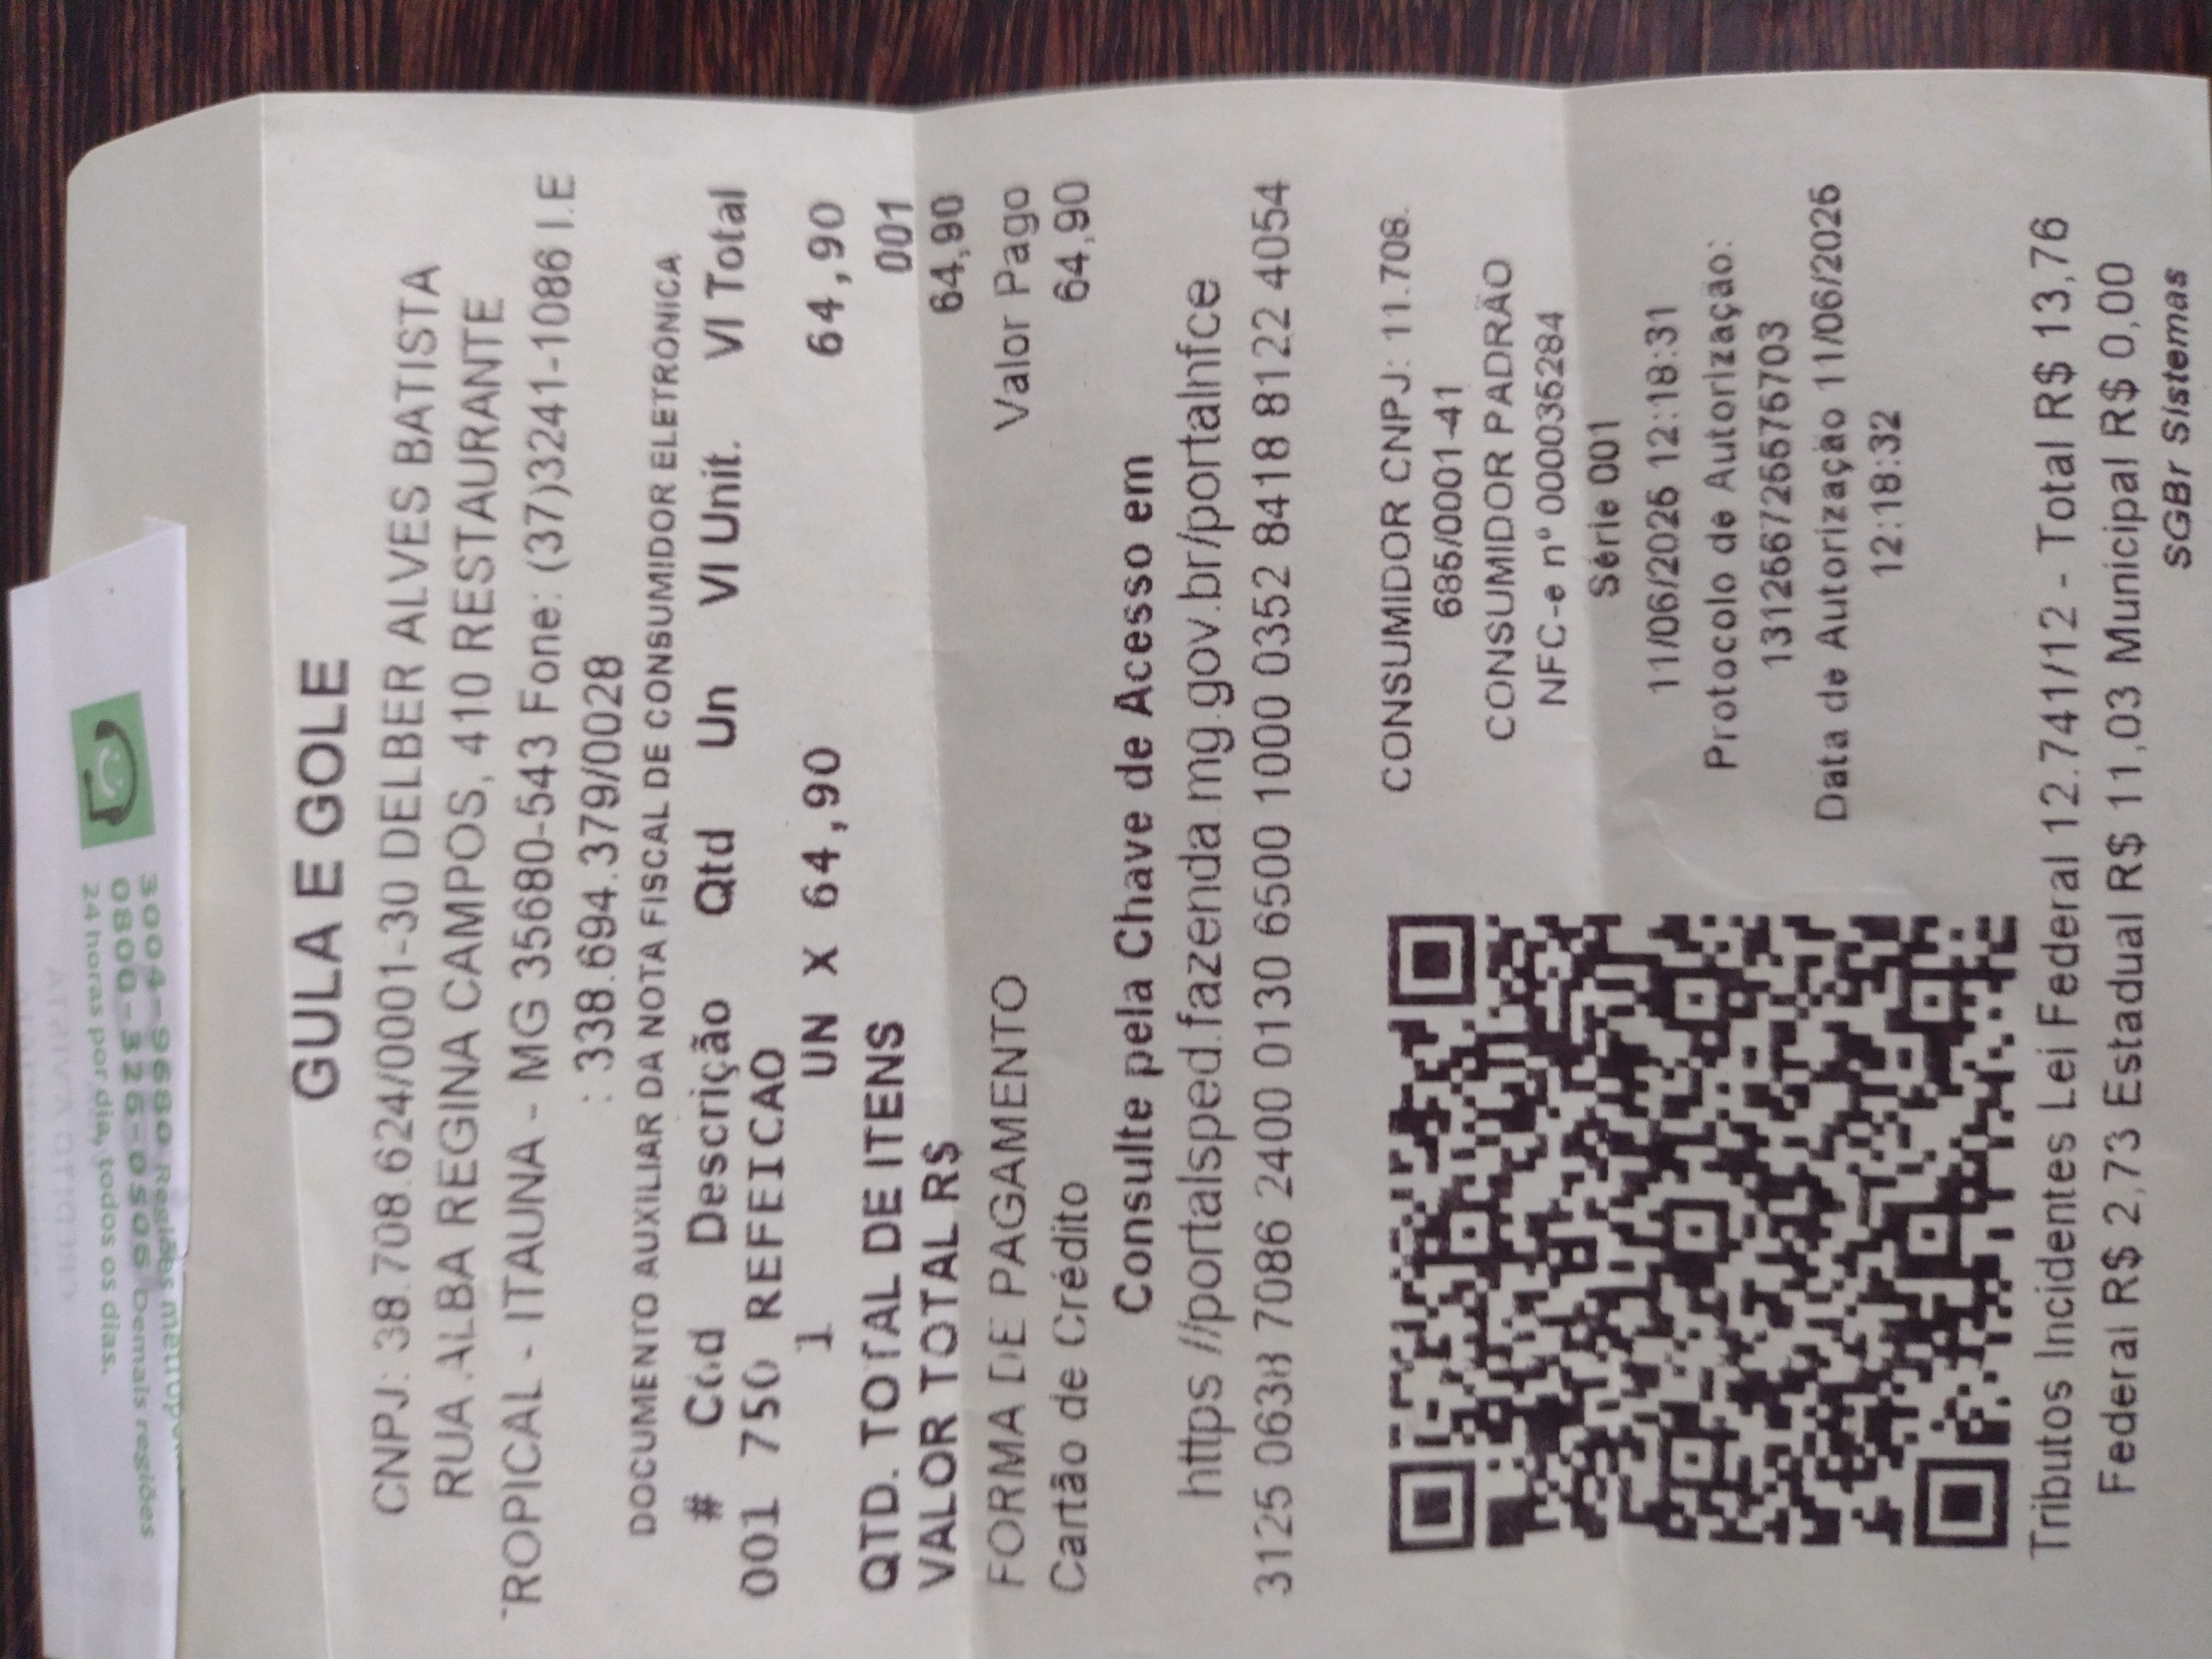 3004-9680 Regiões
0800-326-0506 Demais regiões
24 horas por dia, todos os dias.
GULA E GOLE
CNPJ: 38.708.624/0001-30 DELBER ALVES BATISTA
RUA ALBA REGINA CAMPOS, 410 RESTAURANTE
TROPICAL - ITAUNA - MG 35680-543 Fone: (37)3241-1086 I.E
: 338.694.379/0028
DOCUMENTO AUXILIAR DA NOTA FISCAL DE CONSUMIDOR ELETRONICA
# Cód Descrição Qtd Un Vl Unit. Vl Total
001 750 REFEICAO
1 UN X 64,90 64,90
QTD. TOTAL DE ITENS 001
VALOR TOTAL R$ 64,90
FORMA DE PAGAMENTO Valor Pago
Cartão de Crédito 64,90
Consulte pela Chave de Acesso em
https://portalsped.fazenda.mg.gov.br/portalnfce
3125 0638 7086 2400 0130 6500 1000 0352 8418 8122 4054
CONSUMIDOR CNPJ: 11.708.
685/0001-41
CONSUMIDOR PADRÃO
NFC-e nº 000035284
Série 001
11/06/2025 12:18:31
Protocolo de Autorização:
Data de Autorização 11/06/2025
12:18:32
Tributos Incidentes Lei Federal 12.741/12 - Total R$ 13,76
Federal R$ 2,73 Estadual R$ 11,03 Municipal R$ 0,00
SGBr Sistemas